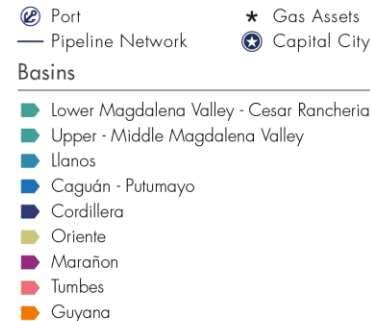 Port
Gas Assets
Pipeline Network
Capital City
Basins
Lower Magdalena Valley - Cesar Rancheria
Upper - Middle Magdalena Valley
Llanos
Caguán - Putumayo
Cordillera
Oriente
Marañon
Tumbes
Guyana